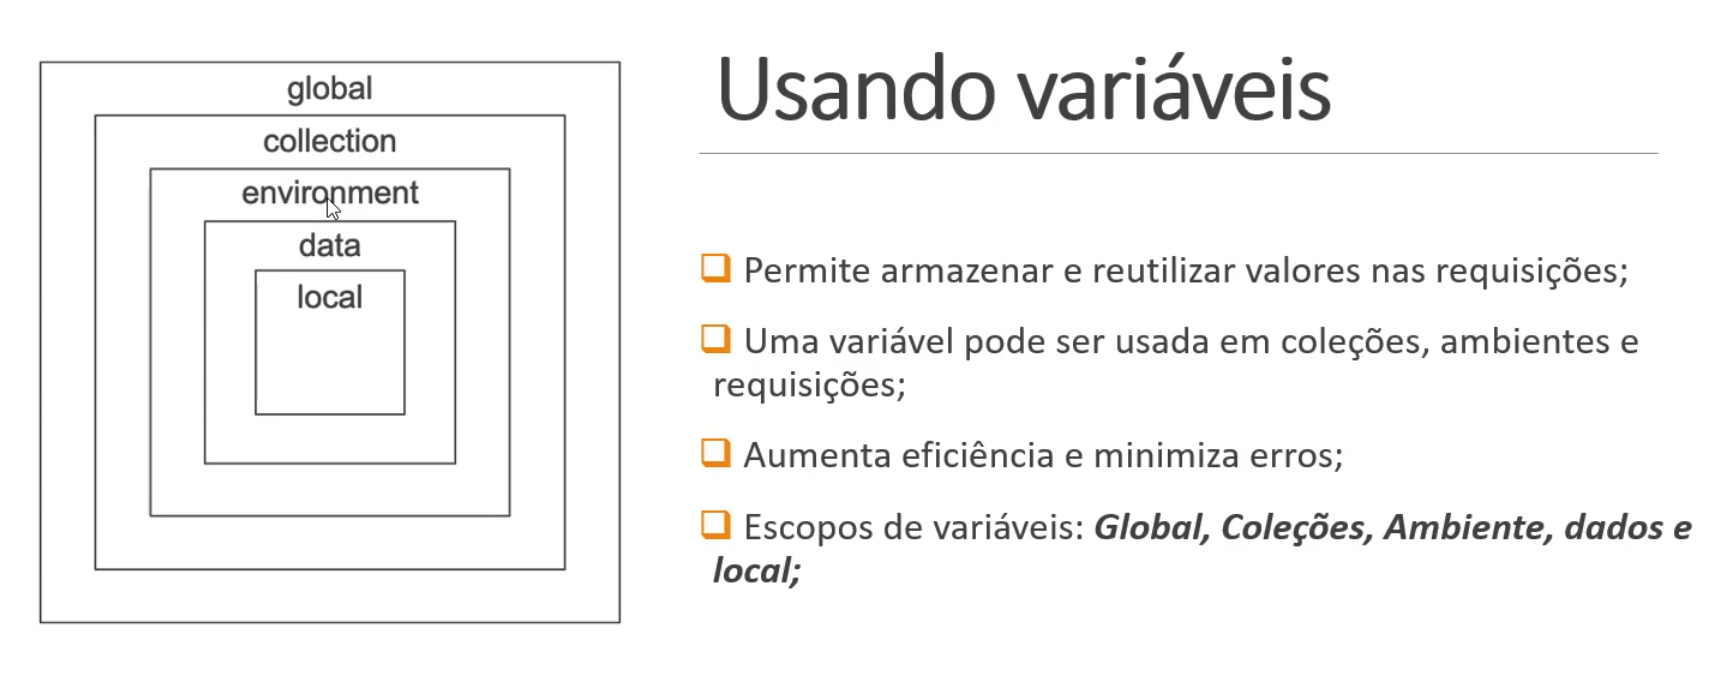 global
collection
environment
data
local
Usando variáveis
Permite armazenar e reutilizar valores nas requisições;
Uma variável pode ser usada em coleções, ambientes e
requisições;
Aumenta eficiência e minimiza erros;
Escopos de variáveis: Global, Coleções, Ambiente, dados e
local;